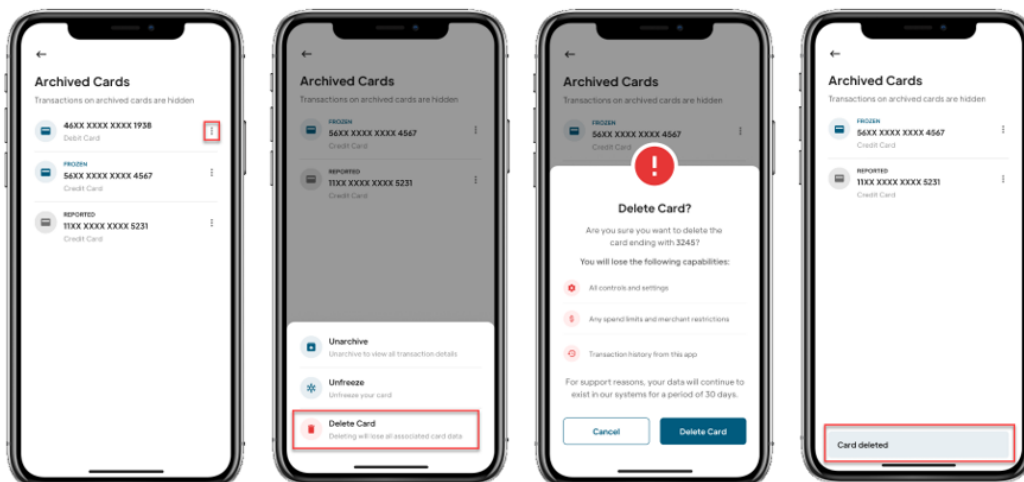 Archived Cards
Transactions on archived cards are hidden
46XX XXXX XXXX 1938
Debit Card
FROZEN
56XX XXXX XXXX 4567
Credit Card
REPORTED
11XX XXXX XXXX 5231
Credit Card
Archived Cards
Transactions on archived cards are hidden
FROZEN
56XX XXXX XXXX 4567
Credit Card
REPORTED
11XX XXXX XXXX 5231
Credit Card
Unarchive
Unarchive to view all transaction details
Unfreeze
Unfreeze your card
Delete Card
Deleting will lose all associated card data
Archived Cards
Transactions on archived cards are hidden
FROZEN
56XX XXXX XXXX 4567
Credit Card
Delete Card?
Are you sure you want to delete the
card ending with 3245?
You will lose the following capabilities:
All controls and settings
Any spend limits and merchant restrictions
Transaction history from this app
For support reasons, your data will continue to
exist in our systems for a period of 30 days.
Cancel
Delete Card
Archived Cards
Transactions on archived cards are hidden
FROZEN
56XX XXXX XXXX 4567
Credit Card
REPORTED
11XX XXXX XXXX 5231
Credit Card
Card deleted